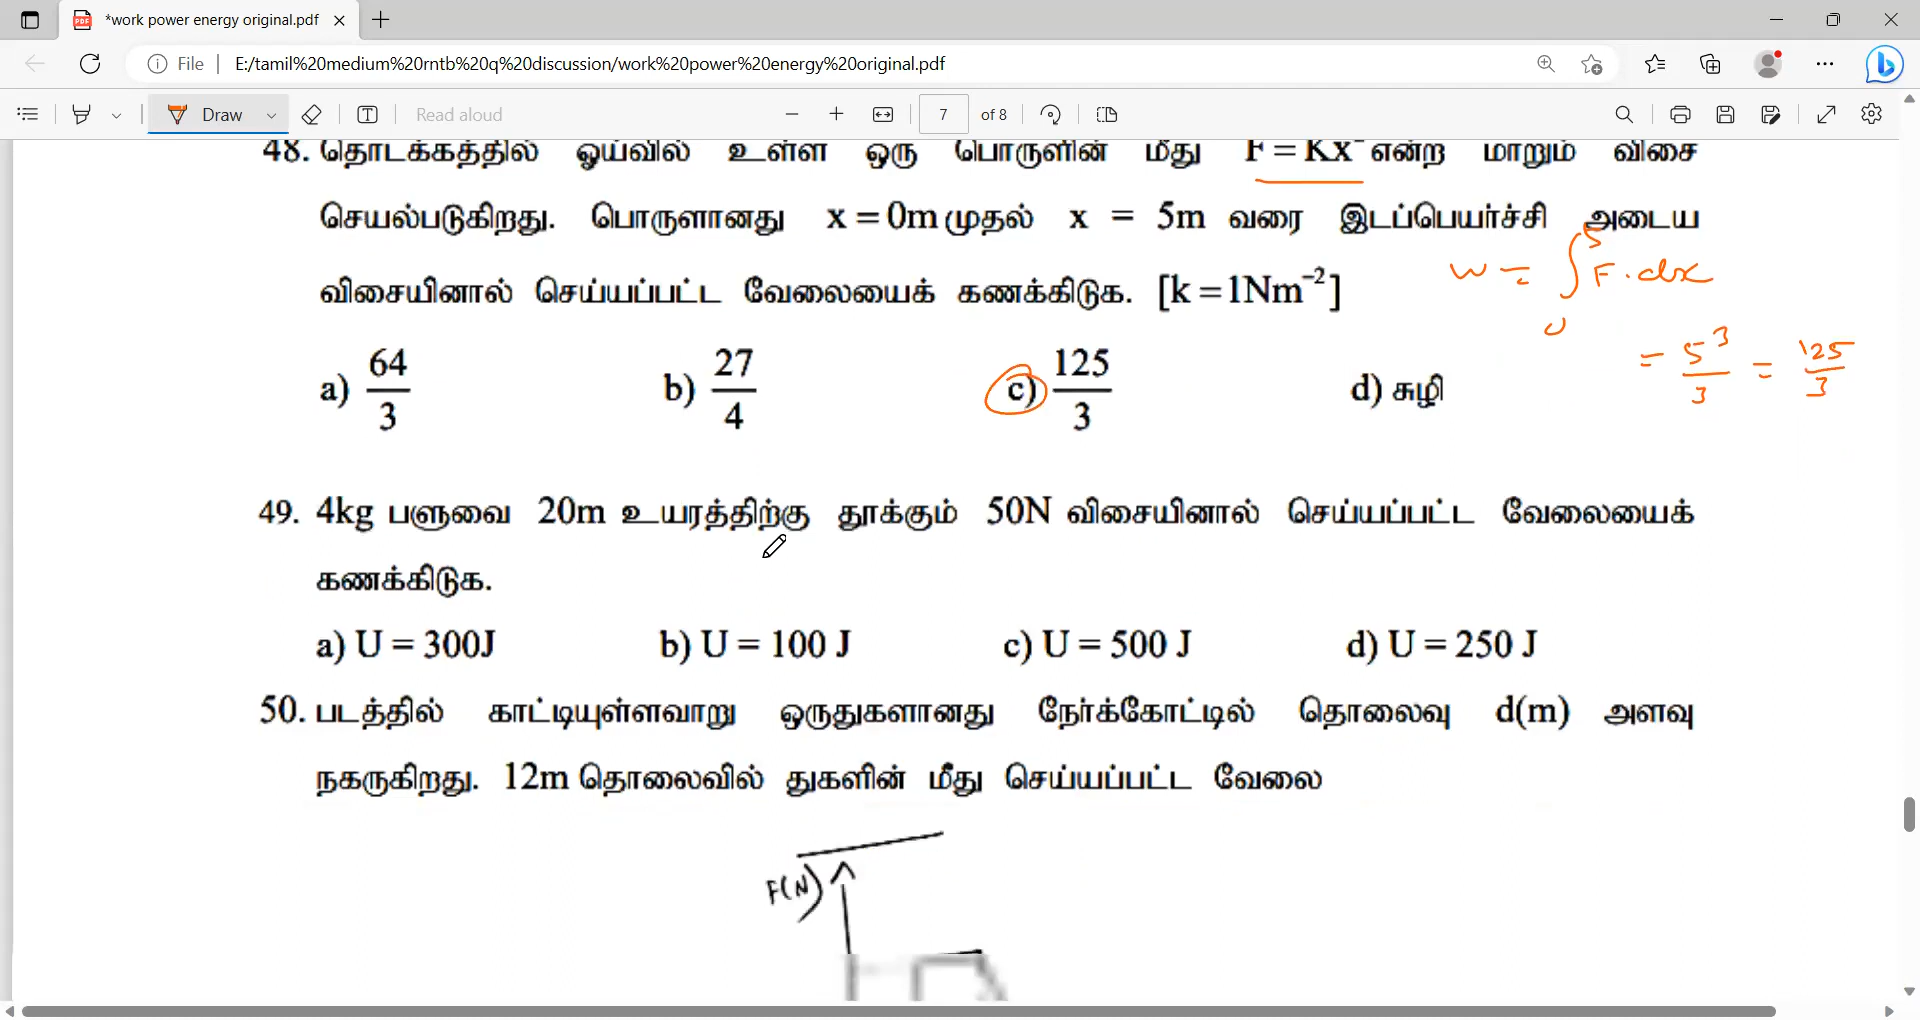 *work power energy original.pdf
File
E:/tamil%20medium%20rntb%20q%20discussion/work%20power%20energy%20original.pdf
Draw
Read aloud
7 of 8
48. தொடக்கத்தில் ஓய்வில் உள்ள ஒரு பொருளின் மீது F = Kx என்ற மாறும் விசை
செயல்படுகிறது. பொருளானது x = 0m முதல் x = 5m வரை இடப்பெயர்ச்சி அடைய
விசையினால் செய்யப்பட்ட வேலையைக் கணக்கிடுக. [k = 1Nm⁻²]
W = ∫₀⁵ F . dx
= 5³/3 = 125/3
a) 64/3 b) 27/4 c) 125/3 d) சுழி
49. 4kg பளுவை 20m உயரத்திற்கு தூக்கும் 50N விசையினால் செய்யப்பட்ட வேலையைக்
கணக்கிடுக.
a) U = 300J b) U = 100 J c) U = 500 J d) U = 250 J
50. படத்தில் காட்டியுள்ளவாறு ஒருதுகளானது நேர்க்கோட்டில் தொலைவு d(m) அளவு
நகருகிறது. 12m தொலைவில் துகளின் மீது செய்யப்பட்ட வேலை
F(N)